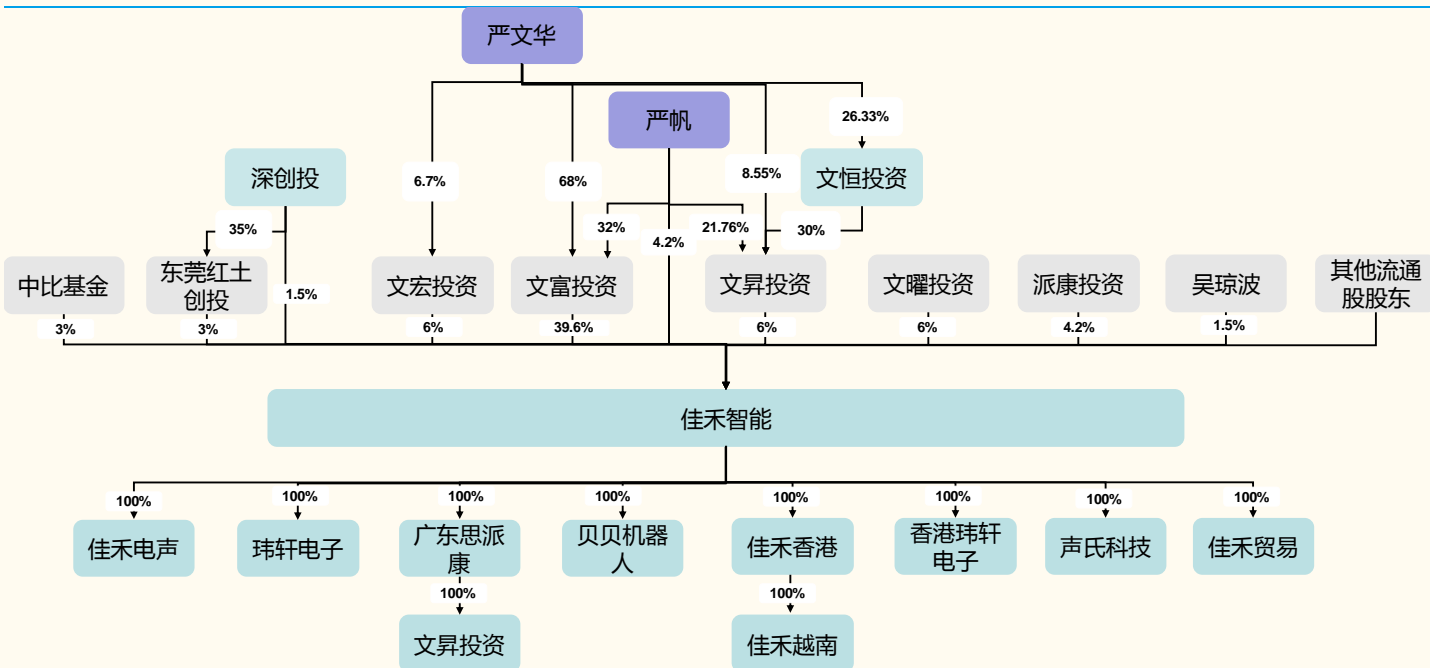 严文华
严帆
26.33%
深创投
6.7%
68%
8.55%
文恒投资
35%
32%
4.2%
21.76%
30%
中比基金
东莞红土
创投
1.5%
文宏投资
文富投资
文昇投资
文曜投资
派康投资
吴琼波
其他流通
股股东
3%
3%
6%
39.6%
6%
6%
4.2%
1.5%
佳禾智能
100%
100%
100%
100%
100%
100%
100%
100%
佳禾电声
玮轩电子
广东思派
康
贝贝机器
人
佳禾香港
香港玮轩
电子
声氏科技
佳禾贸易
100%
100%
文昇投资
佳禾越南